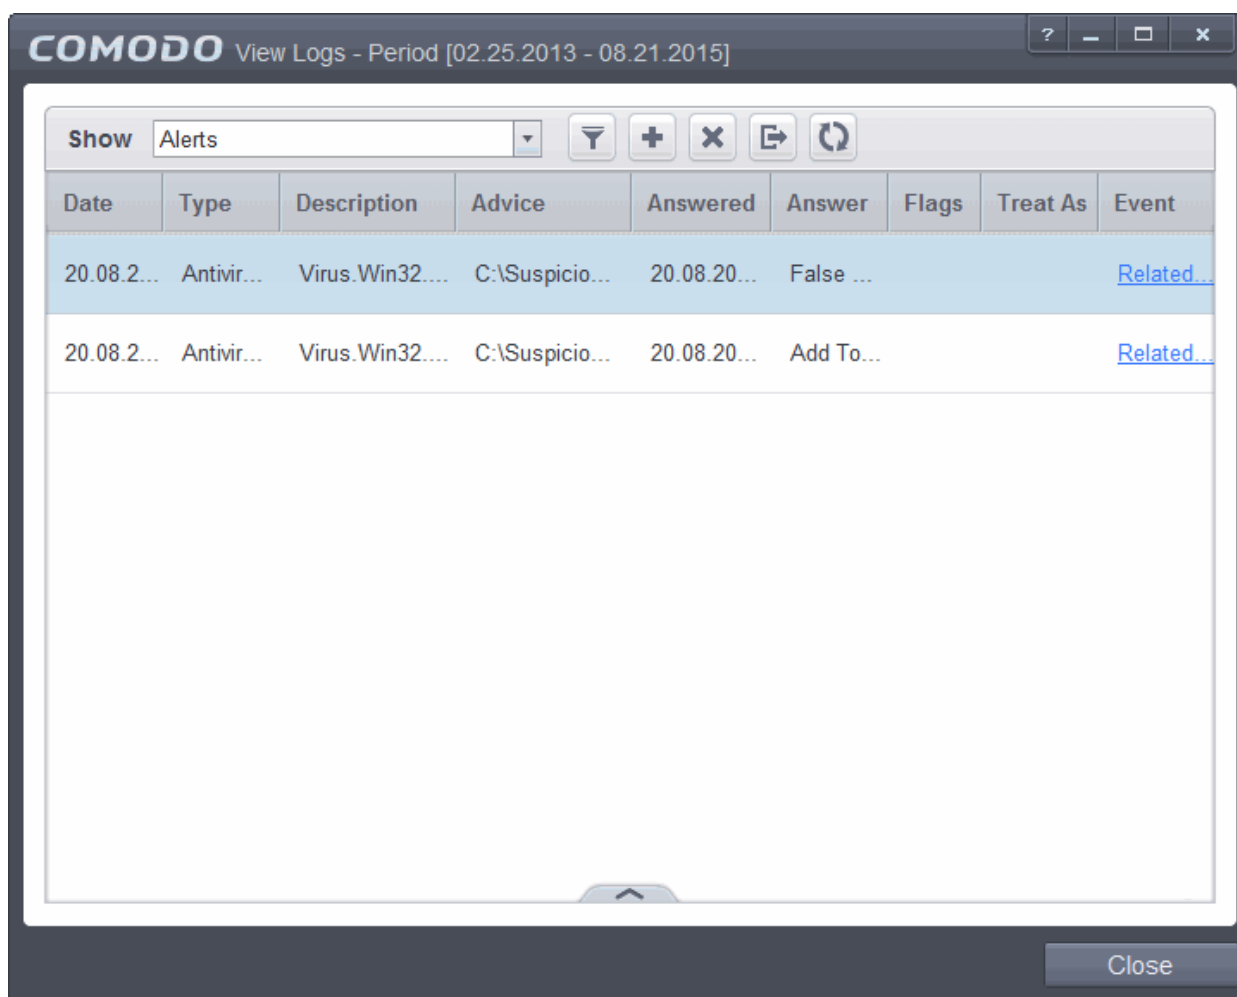 COMODO View Logs - Period [02.25.2013 - 08.21.2015] ?
Show Alerts
Date Type Description Advice Answered Answer Flags Treat As Event
20.08.2... Antivir... Virus.Win32.... C:\Suspicio... 20.08.20... False ... Related...
20.08.2... Antivir... Virus.Win32.... C:\Suspicio... 20.08.20... Add To... Related...
Close